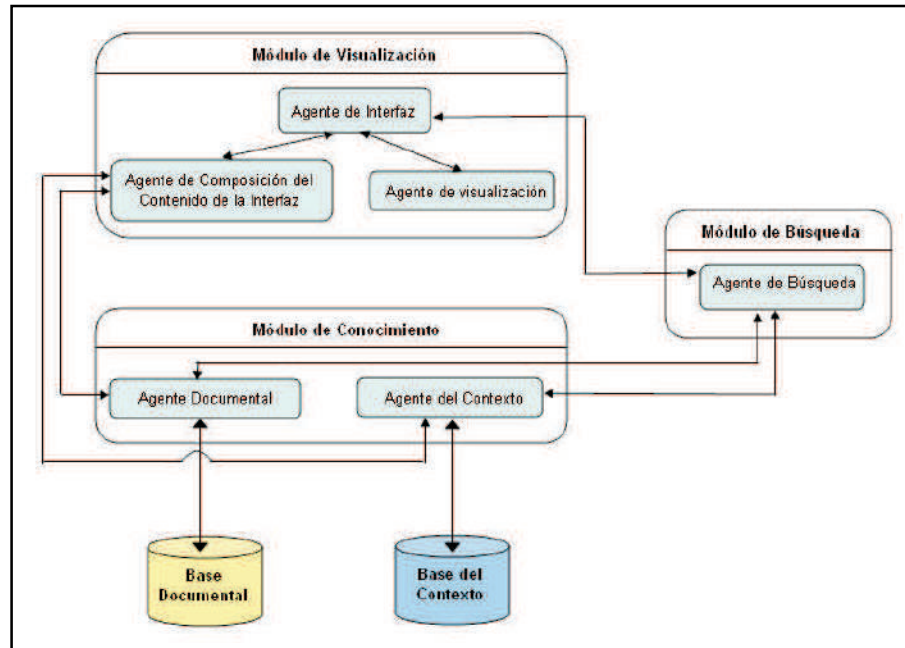 Módulo de Visualización
Agente de Interfaz
Agente de Composición del
Contenido de la Interfaz
Agente de visualización
Módulo de Búsqueda
Agente de Búsqueda
Módulo de Conocimiento
Agente Documental
Agente del Contexto
Base
Documental
Base del
Contexto